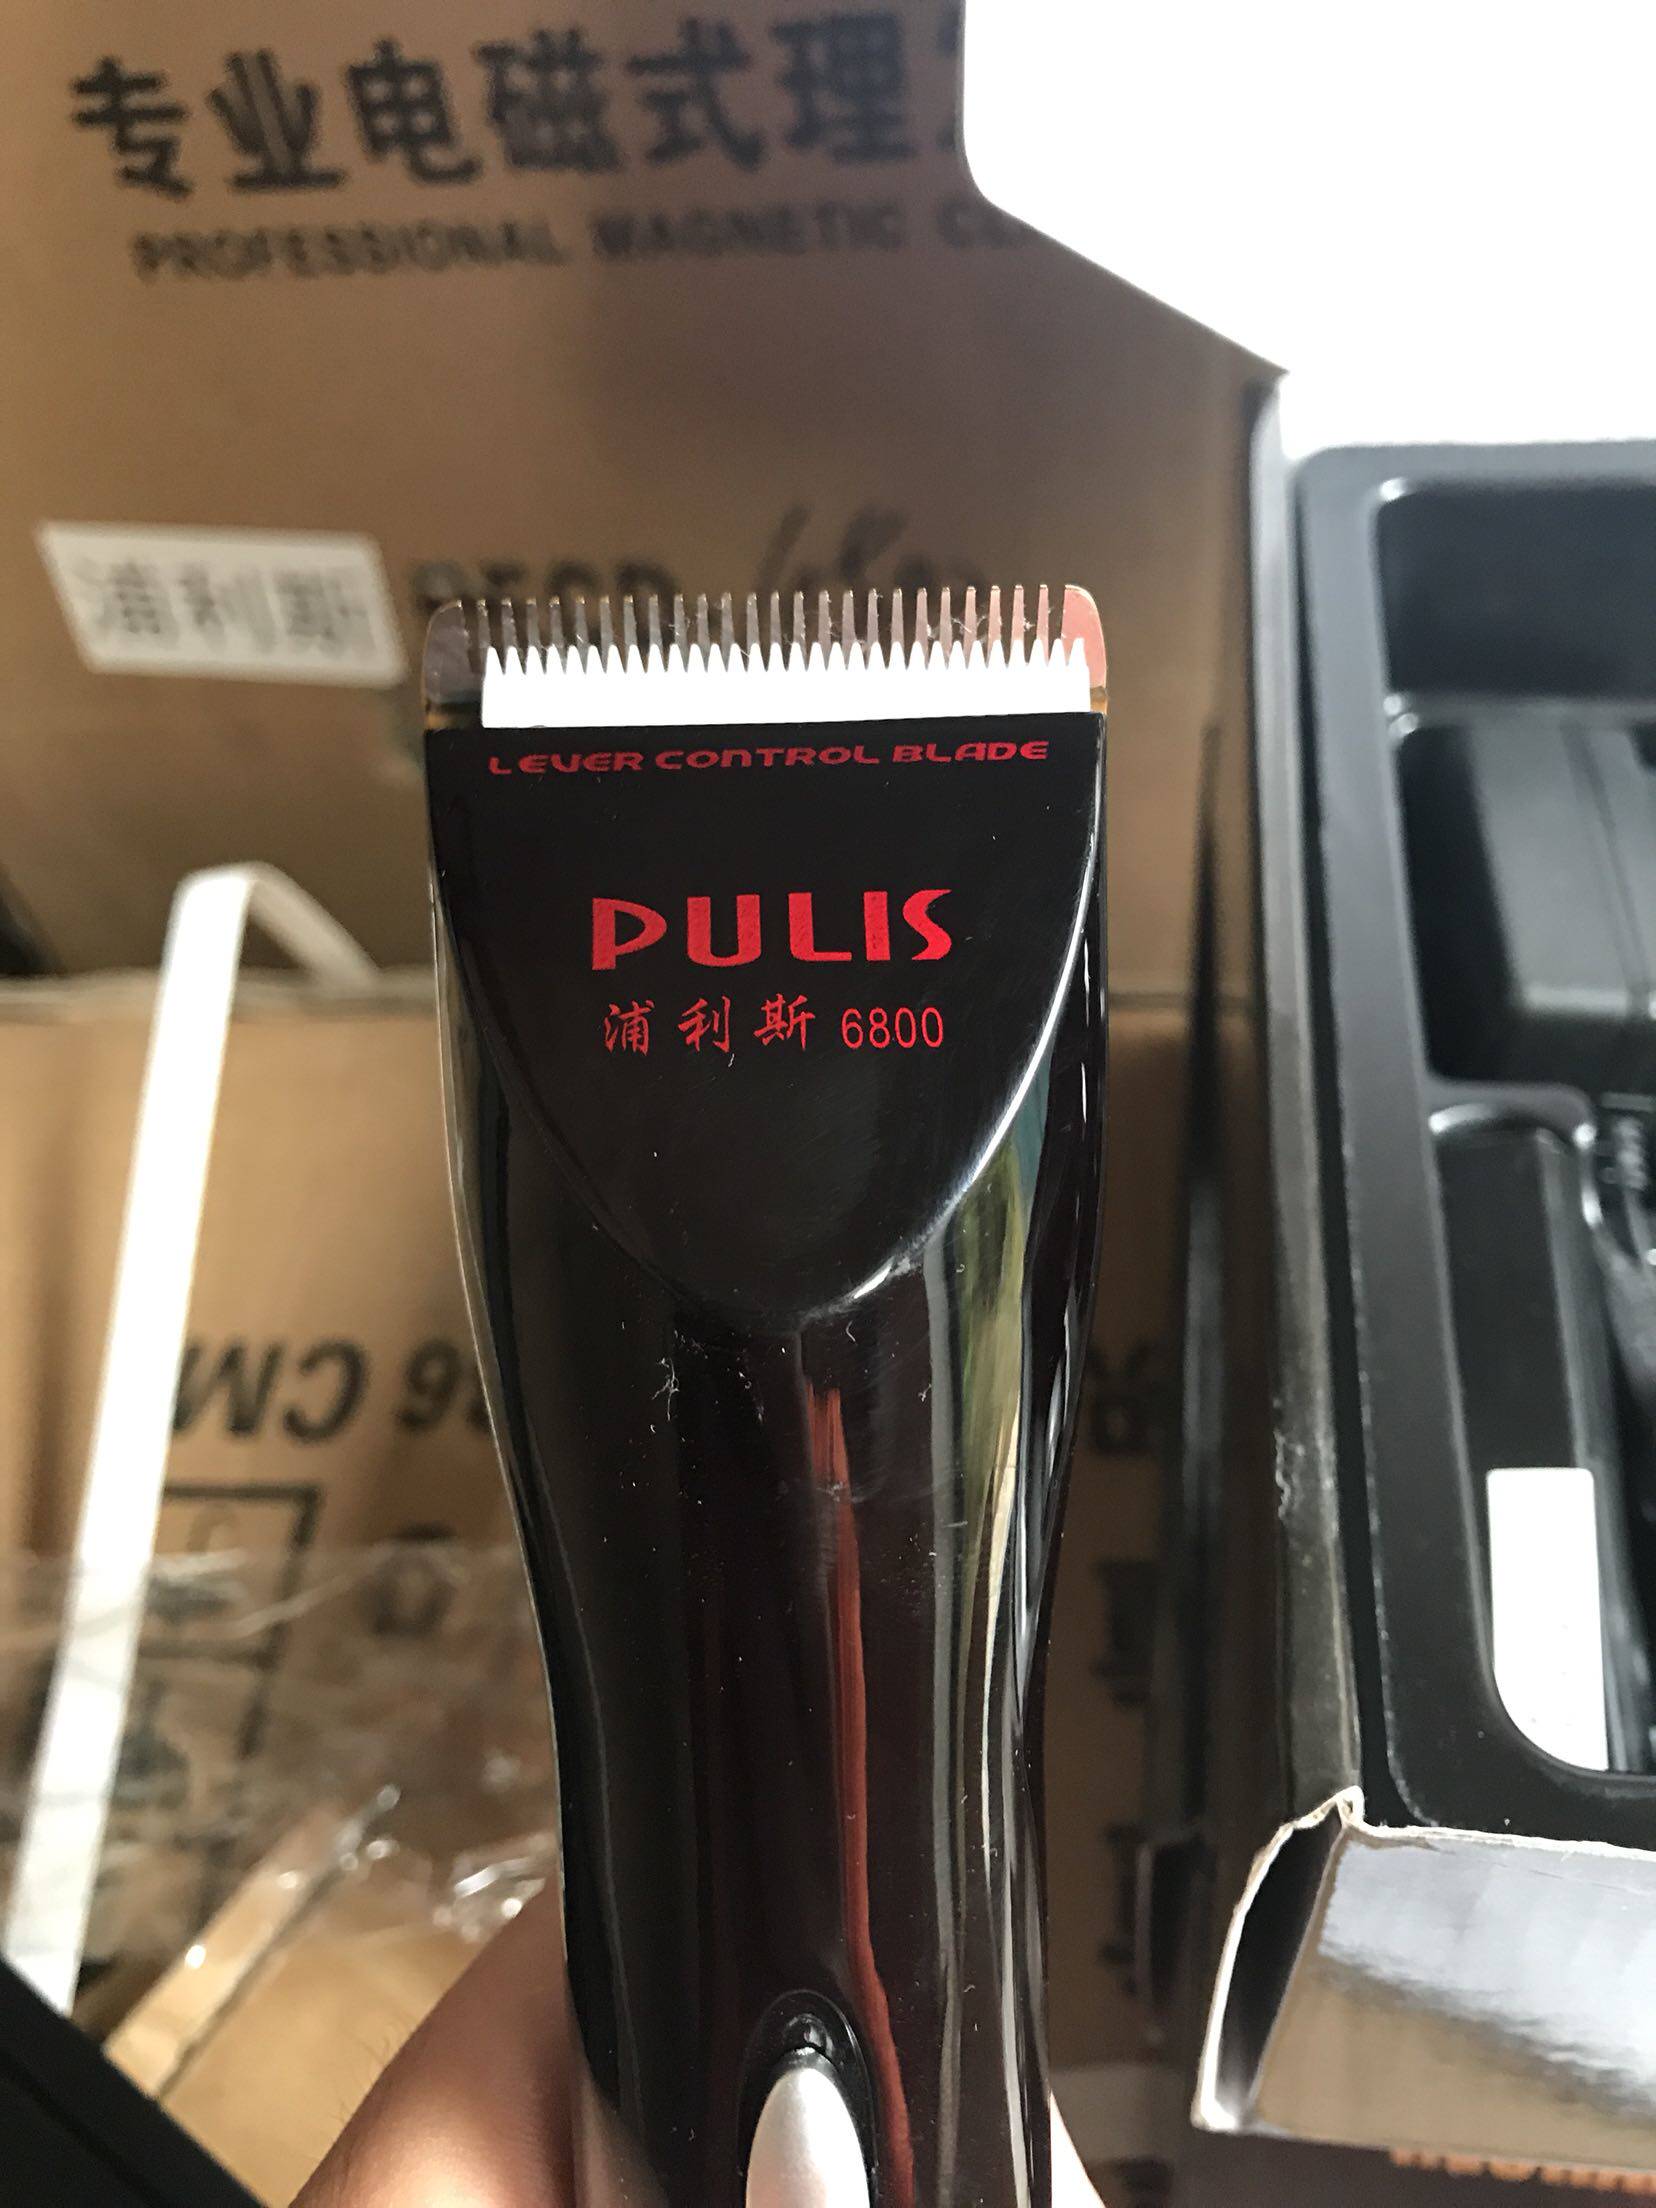 专业电磁式理
PROFESSIONAL MAGNETIC
浦利斯
LEVER CONTROL BLADE
PULIS
浦利斯 6800
CM